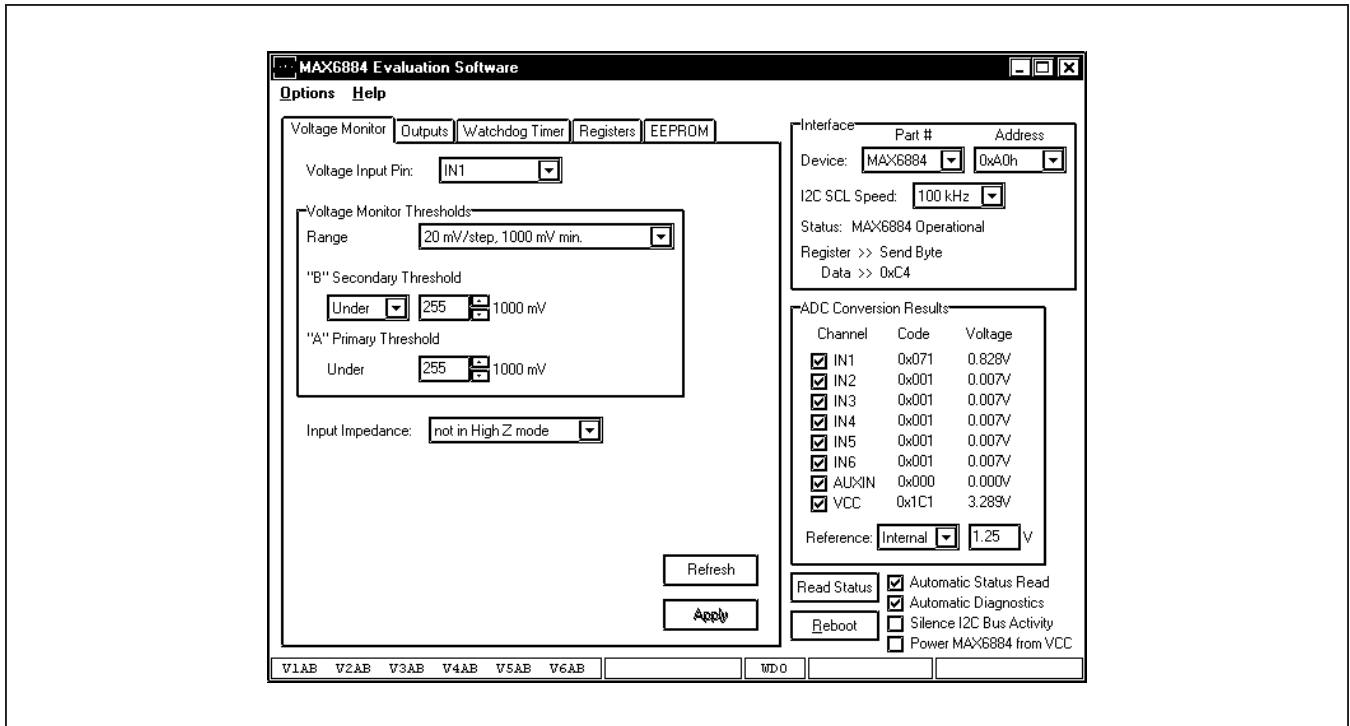 MAX6884 Evaluation Software
Options Help
Voltage Monitor Outputs Watchdog Timer Registers EEPROM
Voltage Input Pin: IN1
Voltage Monitor Thresholds
Range 20 mV/step, 1000 mV min.
"B" Secondary Threshold
Under 255 1000 mV
"A" Primary Threshold
Under 255 1000 mV
Input Impedance: not in High Z mode
Refresh
Apply
Interface
Part # Address
Device: MAX6884 0xA0h
I2C SCL Speed: 100 kHz
Status: MAX6884 Operational
Register >> Send Byte
Data >> 0xC4
ADC Conversion Results
Channel Code Voltage
IN1 0x071 0.828V
IN2 0x001 0.007V
IN3 0x001 0.007V
IN4 0x001 0.007V
IN5 0x001 0.007V
IN6 0x001 0.007V
AUXIN 0x000 0.000V
VCC 0x1C1 3.289V
Reference: Internal 1.25 V
Read Status
Reboot
Automatic Status Read
Automatic Diagnostics
Silence I2C Bus Activity
Power MAX6884 from VCC
V1AB V2AB V3AB V4AB V5AB V6AB WDO